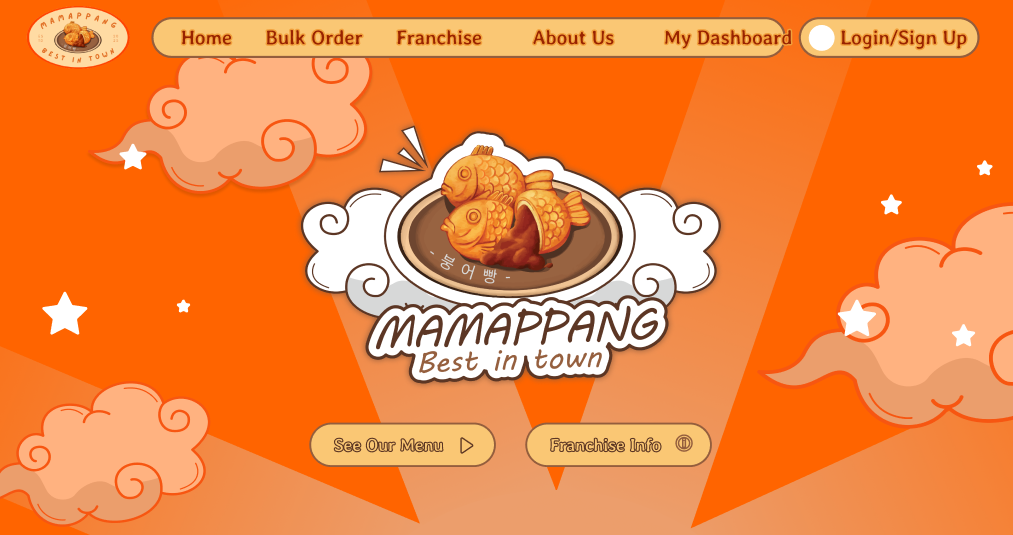 MAMAPPANG
BEST IN TOWN
Home
Bulk Order
Franchise
About Us
My Dashboard
Login/Sign Up
- 붕어빵 -
MAMAPPANG
Best in town
See Our Menu
Franchise Info